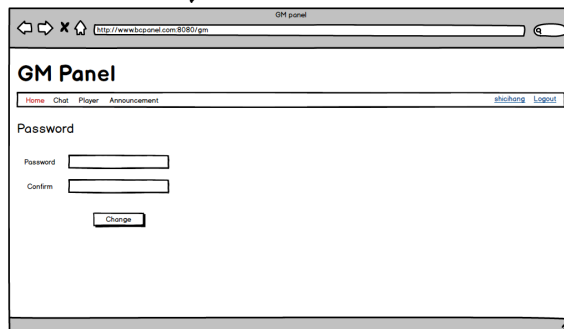 GM panel
http://www.bcpanel.com:8080/gm
GM Panel
Home Chat Player Announcement shicihang Logout
Password
Password
Confirm
Change